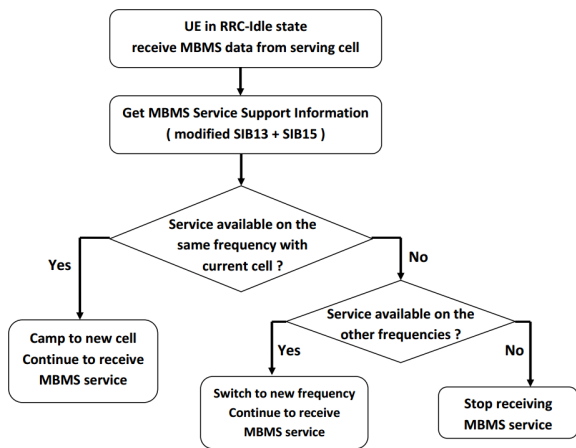 UE in RRC-Idle state
receive MBMS data from serving cell
Get MBMS Service Support Information
( modified SIB13 + SIB15 )
Service available on the
same frequency with
current cell ?
Yes
No
Camp to new cell
Continue to receive
MBMS service
Service available on the
other frequencies ?
Yes
No
Switch to new frequency
Continue to receive
MBMS service
Stop receiving
MBMS service